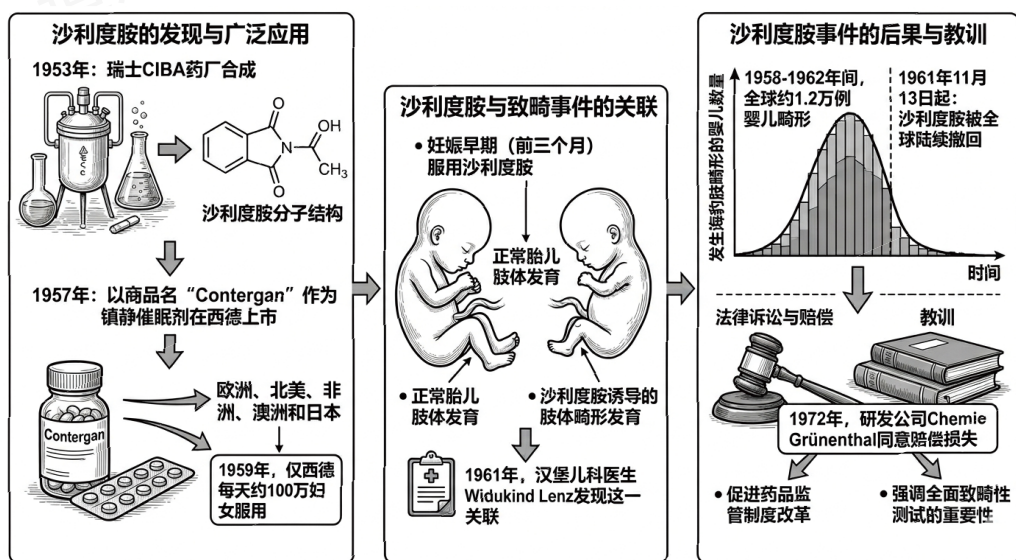 沙利度胺的发现与广泛应用
1953年：瑞士CIBA药厂合成
O
OH
N
CH₃
O
沙利度胺分子结构
1957年：以商品名“Contergan”作为
镇静催眠剂在西德上市
Contergan
欧洲、北美、非
洲、澳洲和日本
1959年，仅西德
每天约100万妇
女服用
沙利度胺与致畸事件的关联
• 妊娠早期（前三个月）
服用沙利度胺
正常胎儿
肢体发育
• 正常胎儿
肢体发育
• 沙利度胺诱导的
肢体畸形发育
1961年，汉堡儿科医生
Widukind Lenz发现这一
关联
沙利度胺事件的后果与教训
发生海豹肢畸形的婴儿数量
1958-1962年间，
全球约1.2万例
婴儿畸形
1961年11月
13日起：
沙利度胺被全
球陆续撤回
时间
法律诉讼与赔偿
教训
1972年，研发公司Chemie
Grünenthal同意赔偿损失
• 促进药品监
管制度改革
• 强调全面致畸性
测试的重要性